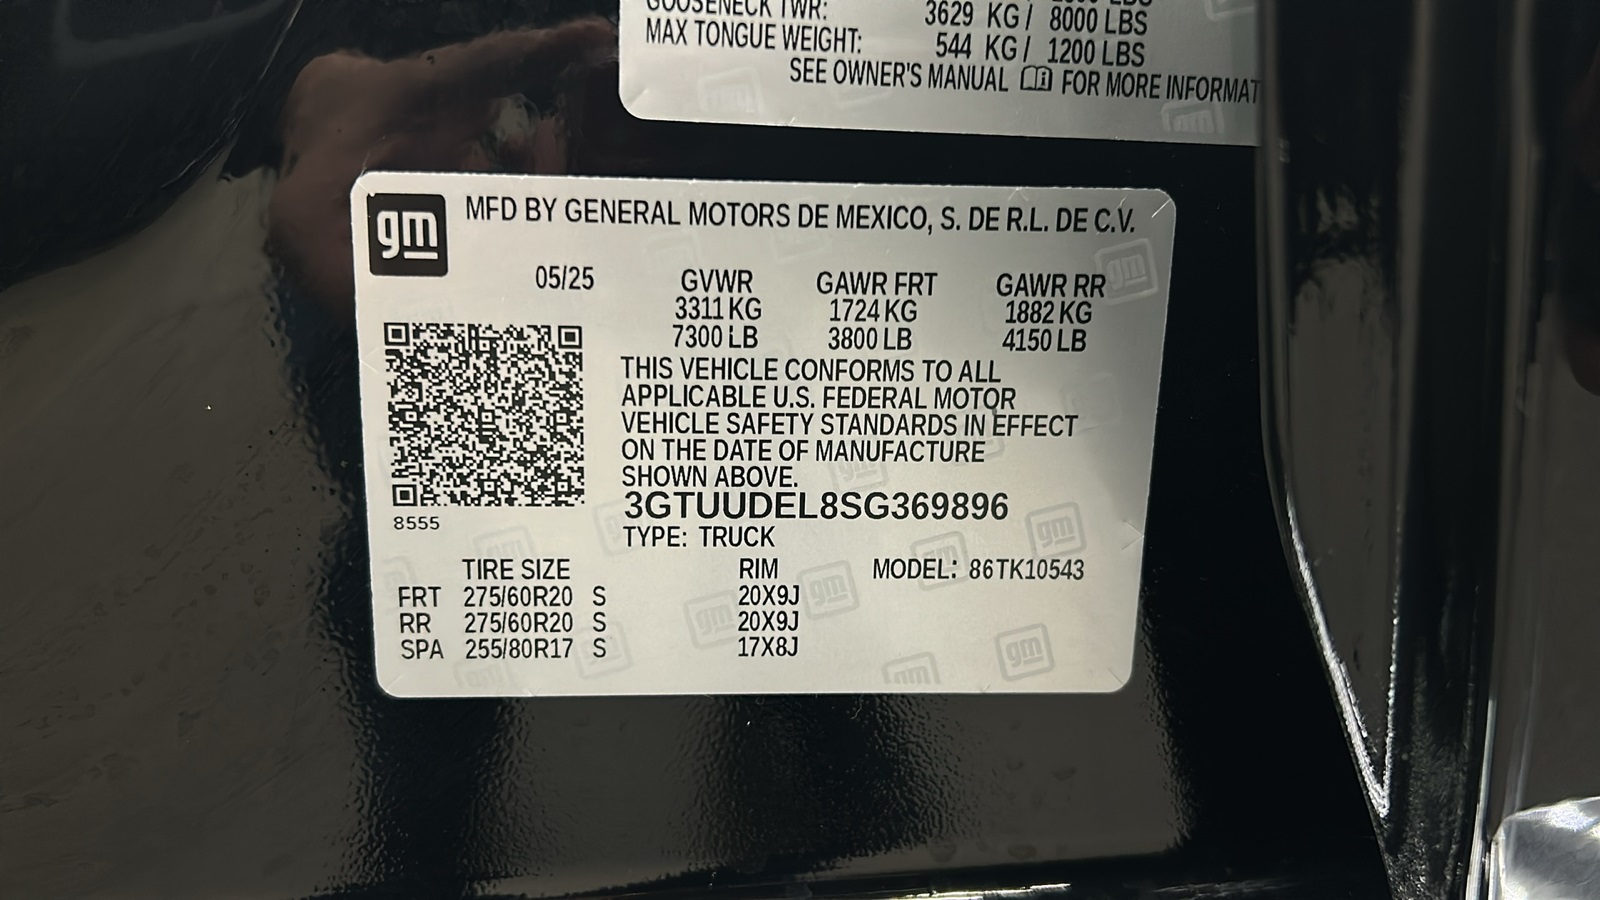 GOOSENECK TWR: 3629 KG / 8000 LBS
MAX TONGUE WEIGHT: 544 KG / 1200 LBS
SEE OWNER'S MANUAL FOR MORE INFORMAT
gm MFD BY GENERAL MOTORS DE MEXICO, S. DE R.L. DE C.V.
05/25 GVWR GAWR FRT GAWR RR
3311 KG 1724 KG 1882 KG
7300 LB 3800 LB 4150 LB
THIS VEHICLE CONFORMS TO ALL
APPLICABLE U.S. FEDERAL MOTOR
VEHICLE SAFETY STANDARDS IN EFFECT
ON THE DATE OF MANUFACTURE
SHOWN ABOVE.
3GTUUDEL8SG369896
8555
TYPE: TRUCK
TIRE SIZE RIM MODEL: 86TK10543
FRT 275/60R20 S 20X9J
RR 275/60R20 S 20X9J
SPA 255/80R17 S 17X8J